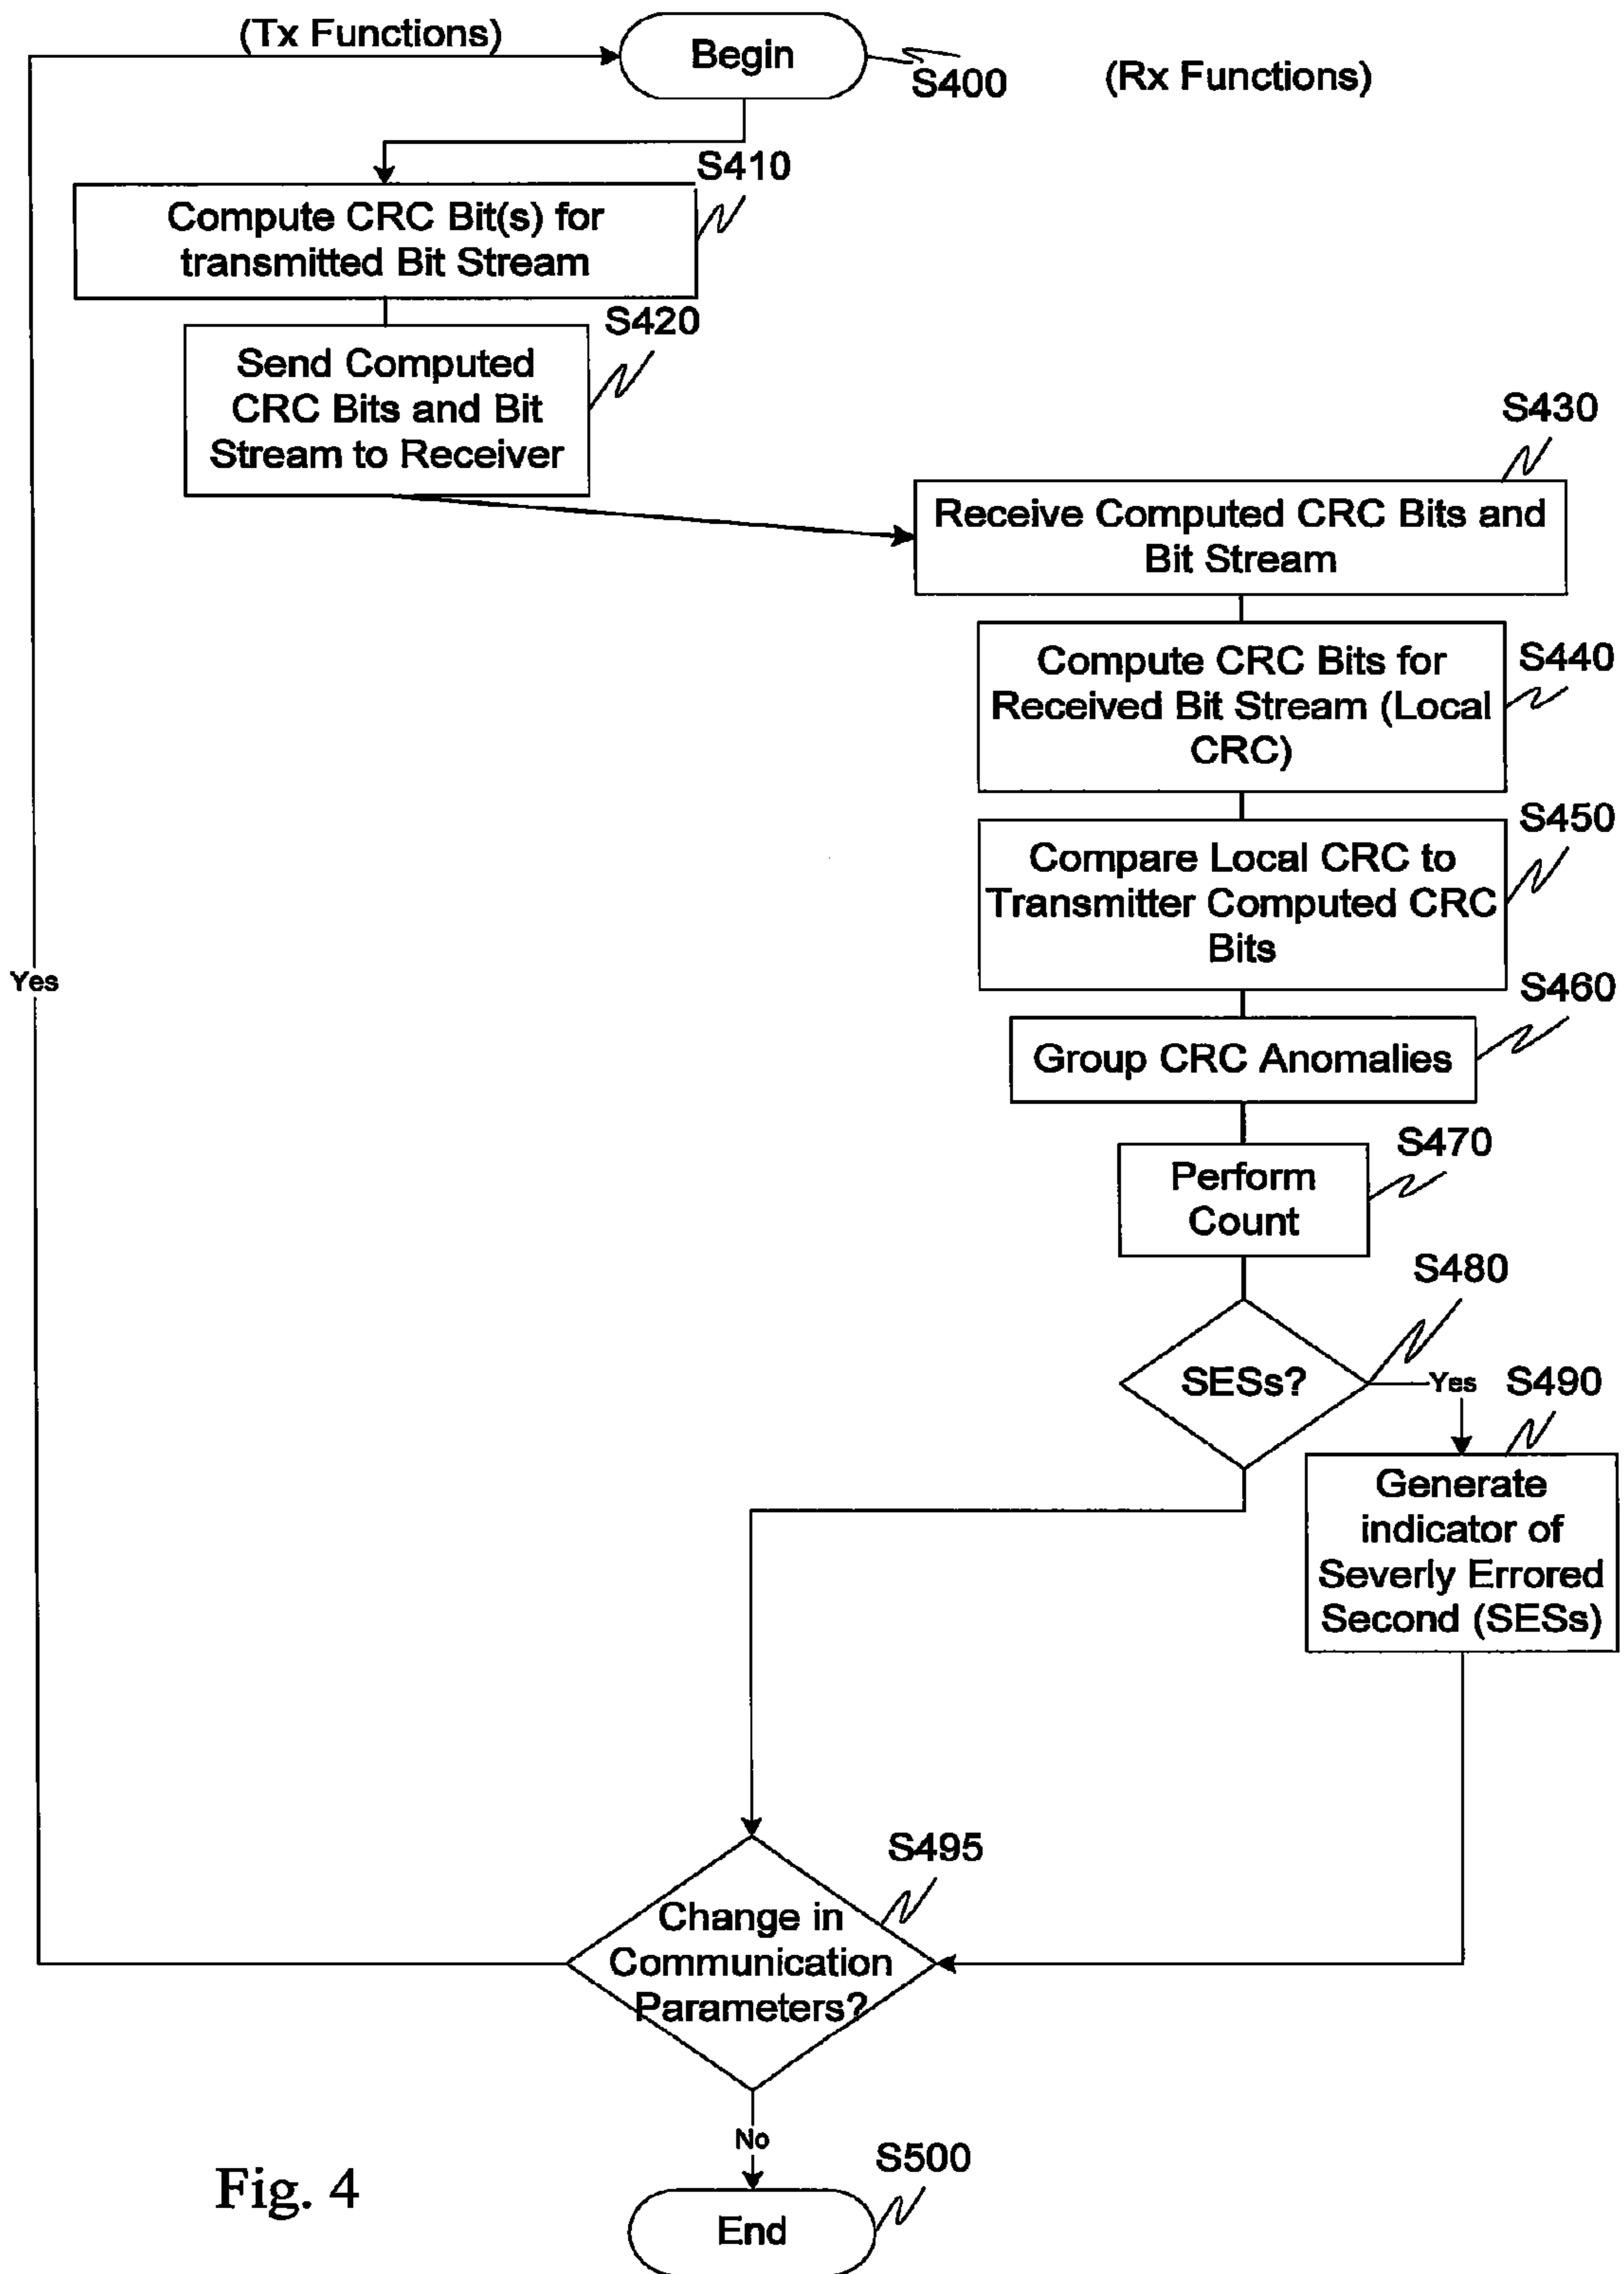 (Tx Functions)
Begin
S400
(Rx Functions)
S410
Compute CRC Bit(s) for
transmitted Bit Stream
S420
Send Computed
CRC Bits and Bit
Stream to Receiver
S430
Receive Computed CRC Bits and
Bit Stream
S440
Compute CRC Bits for
Received Bit Stream (Local
CRC)
S450
Compare Local CRC to
Transmitter Computed CRC
Bits
Yes
S460
Group CRC Anomalies
S470
Perform
Count
S480
SESs?
Yes
S490
Generate
indicator of
Severly Errored
Second (SESs)
S495
Change in
Communication
Parameters?
No
S500
End
Fig. 4